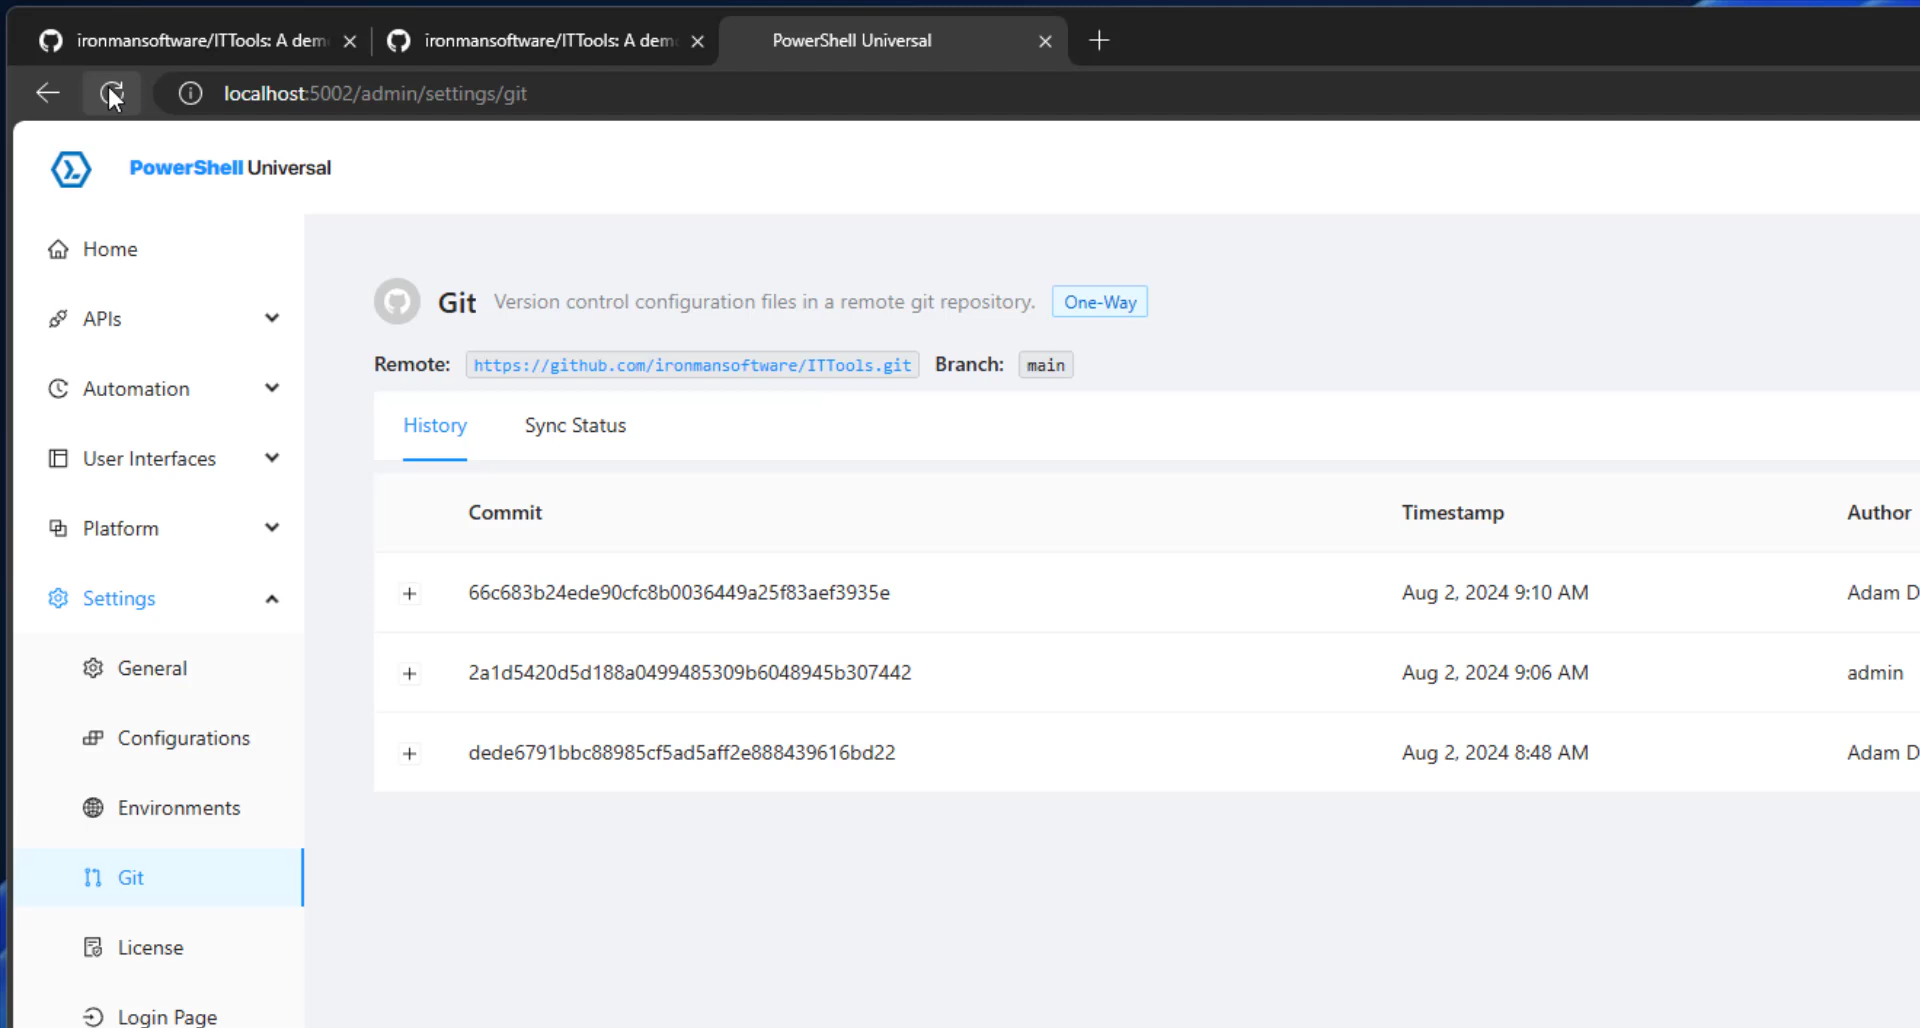 ironmansoftware/ITTools: A dem
ironmansoftware/ITTools: A dem
PowerShell Universal
localhost:5002/admin/settings/git
PowerShell Universal
Home
APIs
Automation
User Interfaces
Platform
Settings
General
Configurations
Environments
Git
License
Login Page
Git Version control configuration files in a remote git repository. One-Way
Remote: https://github.com/ironmansoftware/ITTools.git Branch: main
History Sync Status
Commit Timestamp Author
66c683b24ede90cfc8b0036449a25f83aef3935e Aug 2, 2024 9:10 AM Adam D
2a1d5420d5d188a0499485309b6048945b307442 Aug 2, 2024 9:06 AM admin
dede6791bbc88985cf5ad5aff2e888439616bd22 Aug 2, 2024 8:48 AM Adam D